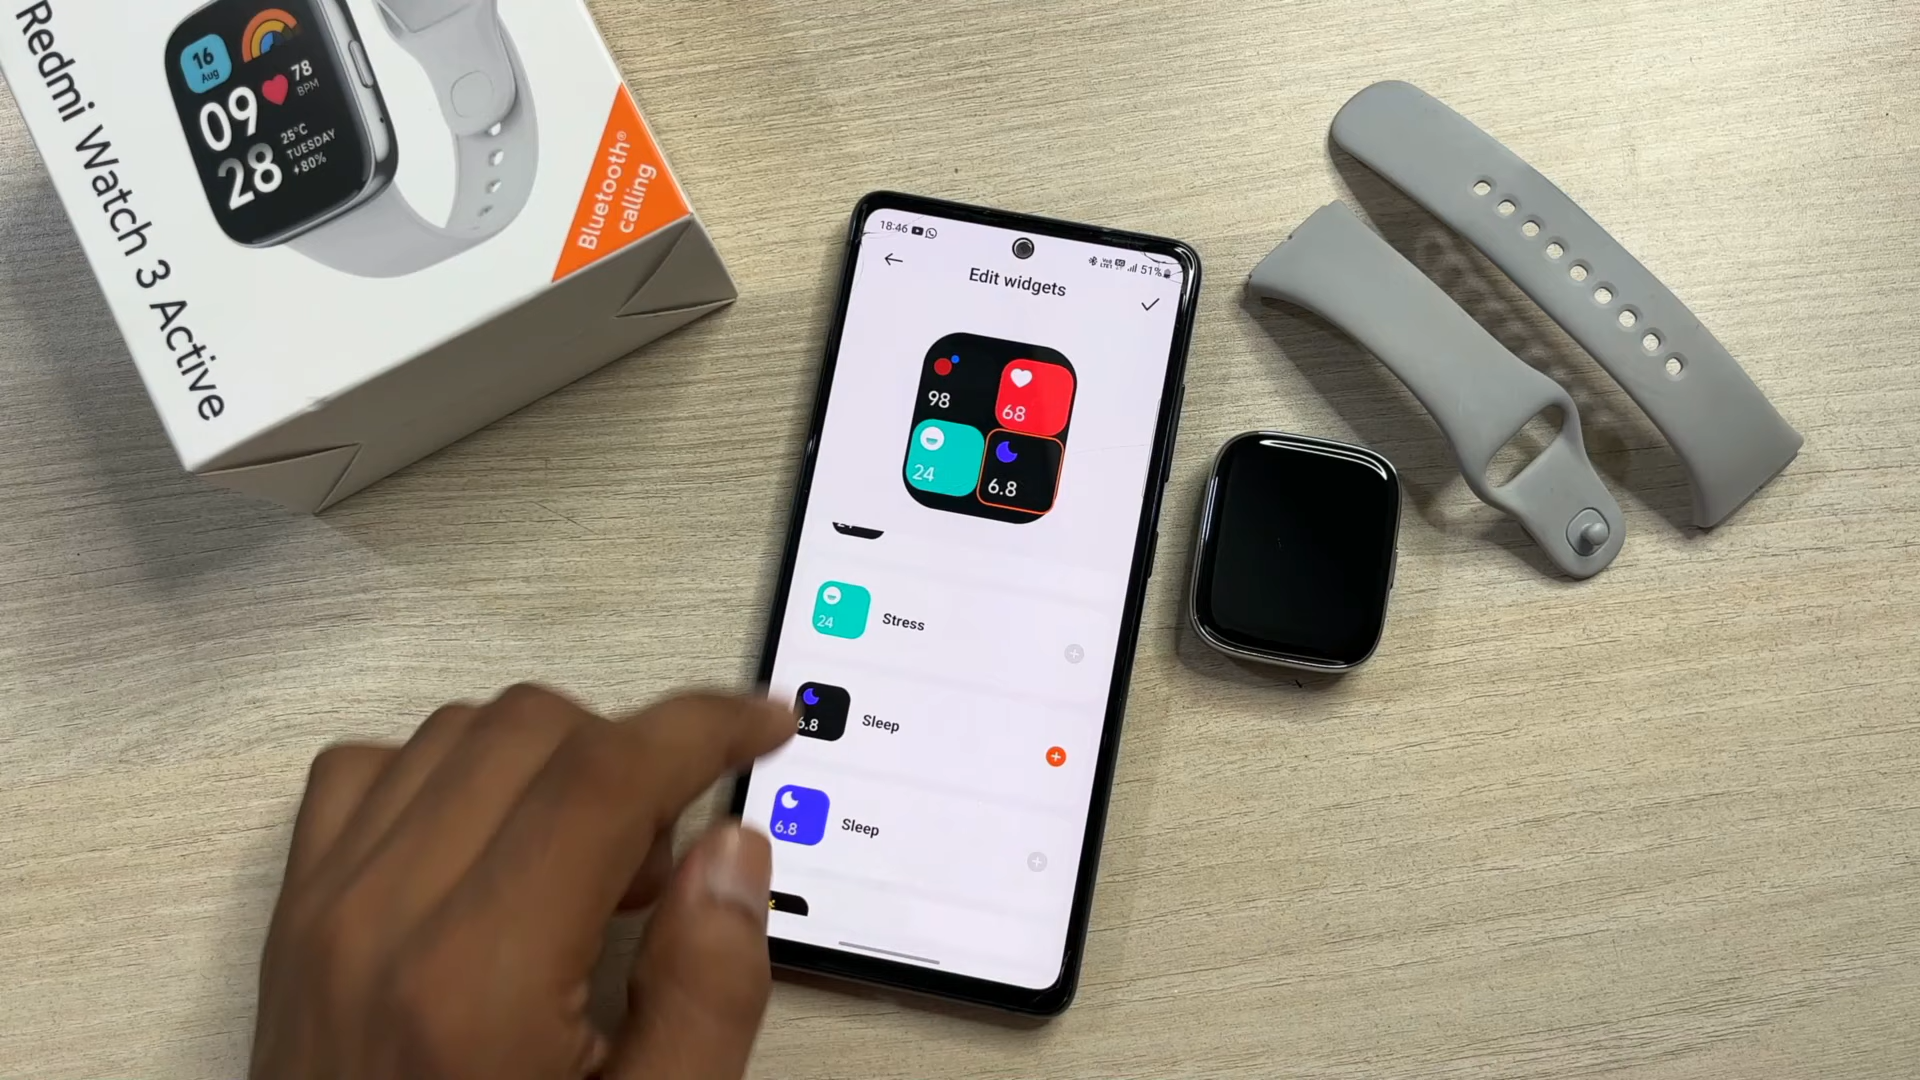 Redmi Watch 3 Active
16
Aug
78
BPM
09
28
25°C
TUESDAY
80%
Bluetooth®
calling
18:46
51%
Edit widgets
98
68
24
6.8
24
Stress
6.8
Sleep
6.8
Sleep